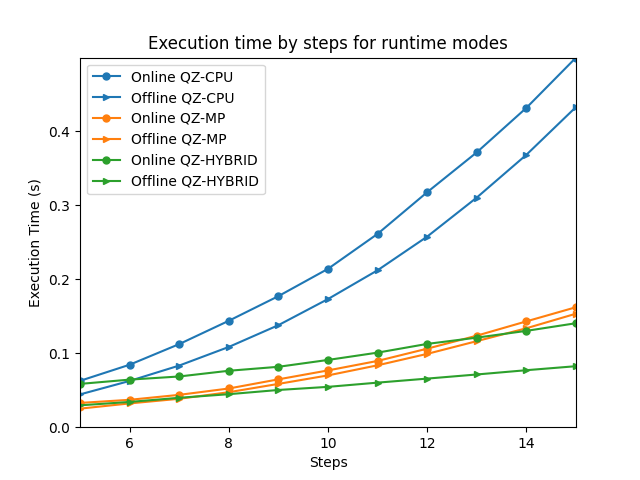 Execution time by steps for runtime modes
Online QZ-CPU
Offline QZ-CPU
Online QZ-MP
Offline QZ-MP
Online QZ-HYBRID
Offline QZ-HYBRID
Execution Time (s)
0.4
0.3
0.2
0.1
0.0
6 8 10 12 14
Steps